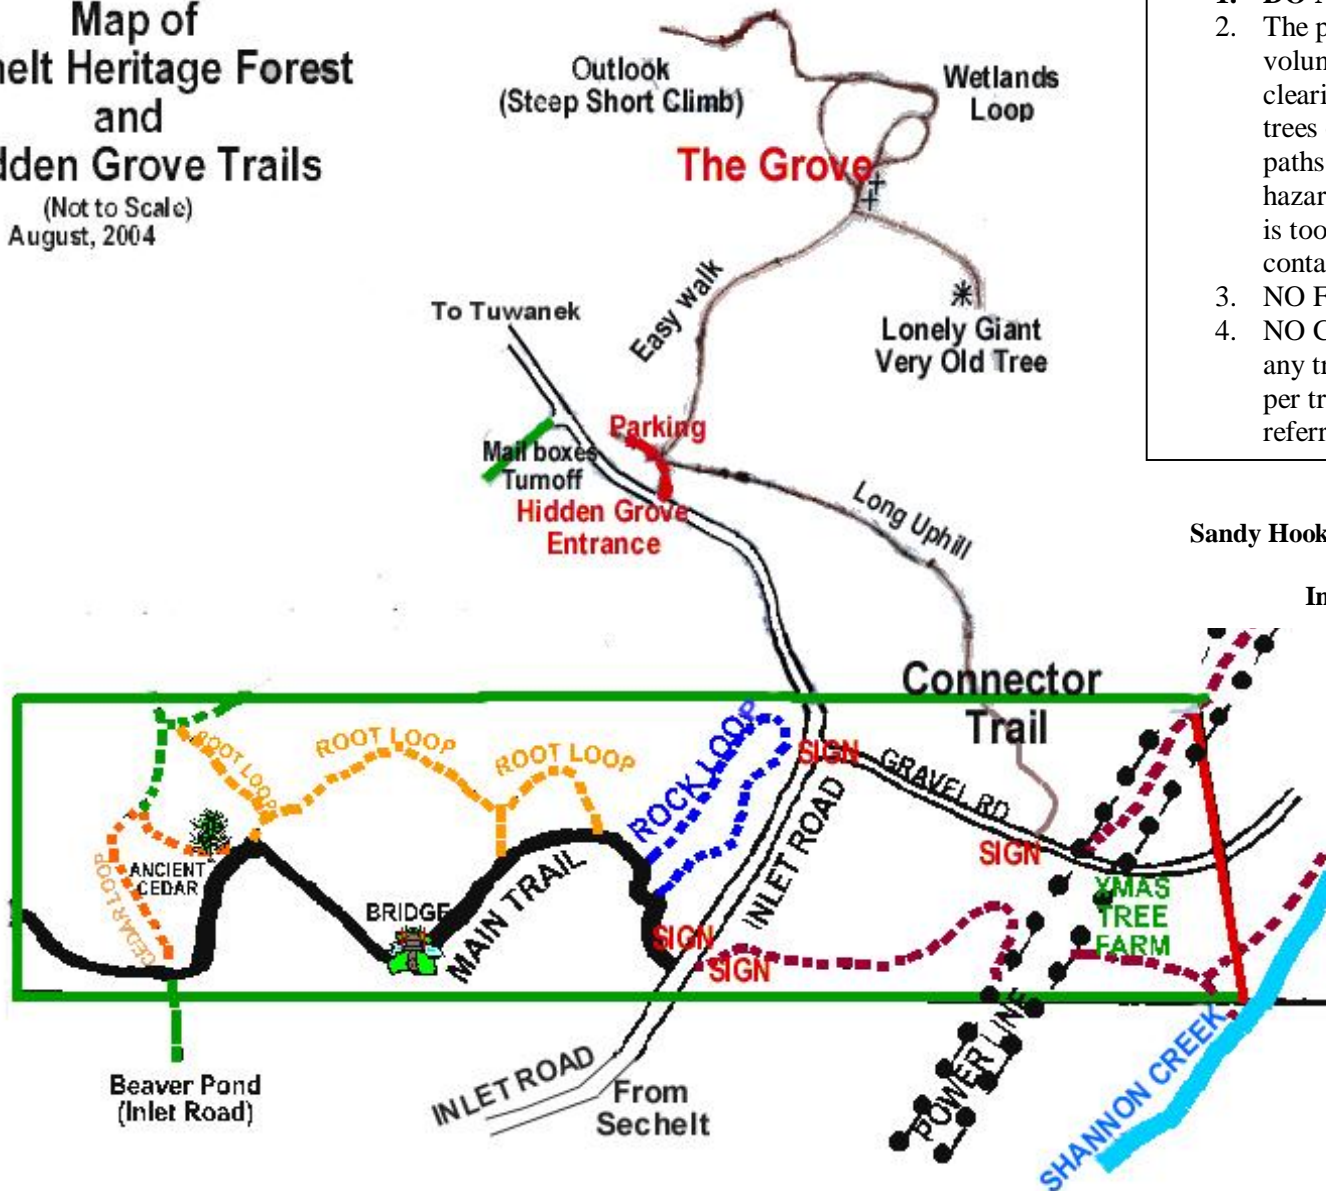 Map of
elt Heritage Forest
and
dden Grove Trails
(Not to Scale)
August, 2004
1. DO
2. The p
volun
cleari
trees
paths
hazar
is too
conta
3. NO F
4. NO C
any tr
per tr
referr
Sandy Hook
In
Outlook
(Steep Short Climb)
Wetlands
Loop
The Grove
Easy walk
Lonely Giant
Very Old Tree
To Tuwanek
Parking
Mail boxes
Turnoff
Hidden Grove
Entrance
Long Uphill
Connector
Trail
ROOT LOOP
ROOT LOOP
ROOT LOOP
ROCK LOOP
SIGN
GRAVEL RD
INLET ROAD
SIGN
ANCIENT
CEDAR
CEDAR LOOP
BRIDGE
MAIN TRAIL
SIGN
SIGN
XMAS
TREE
FARM
POWER LINE
SHANNON CREEK
Beaver Pond
(Inlet Road)
INLET ROAD
From
Sechelt